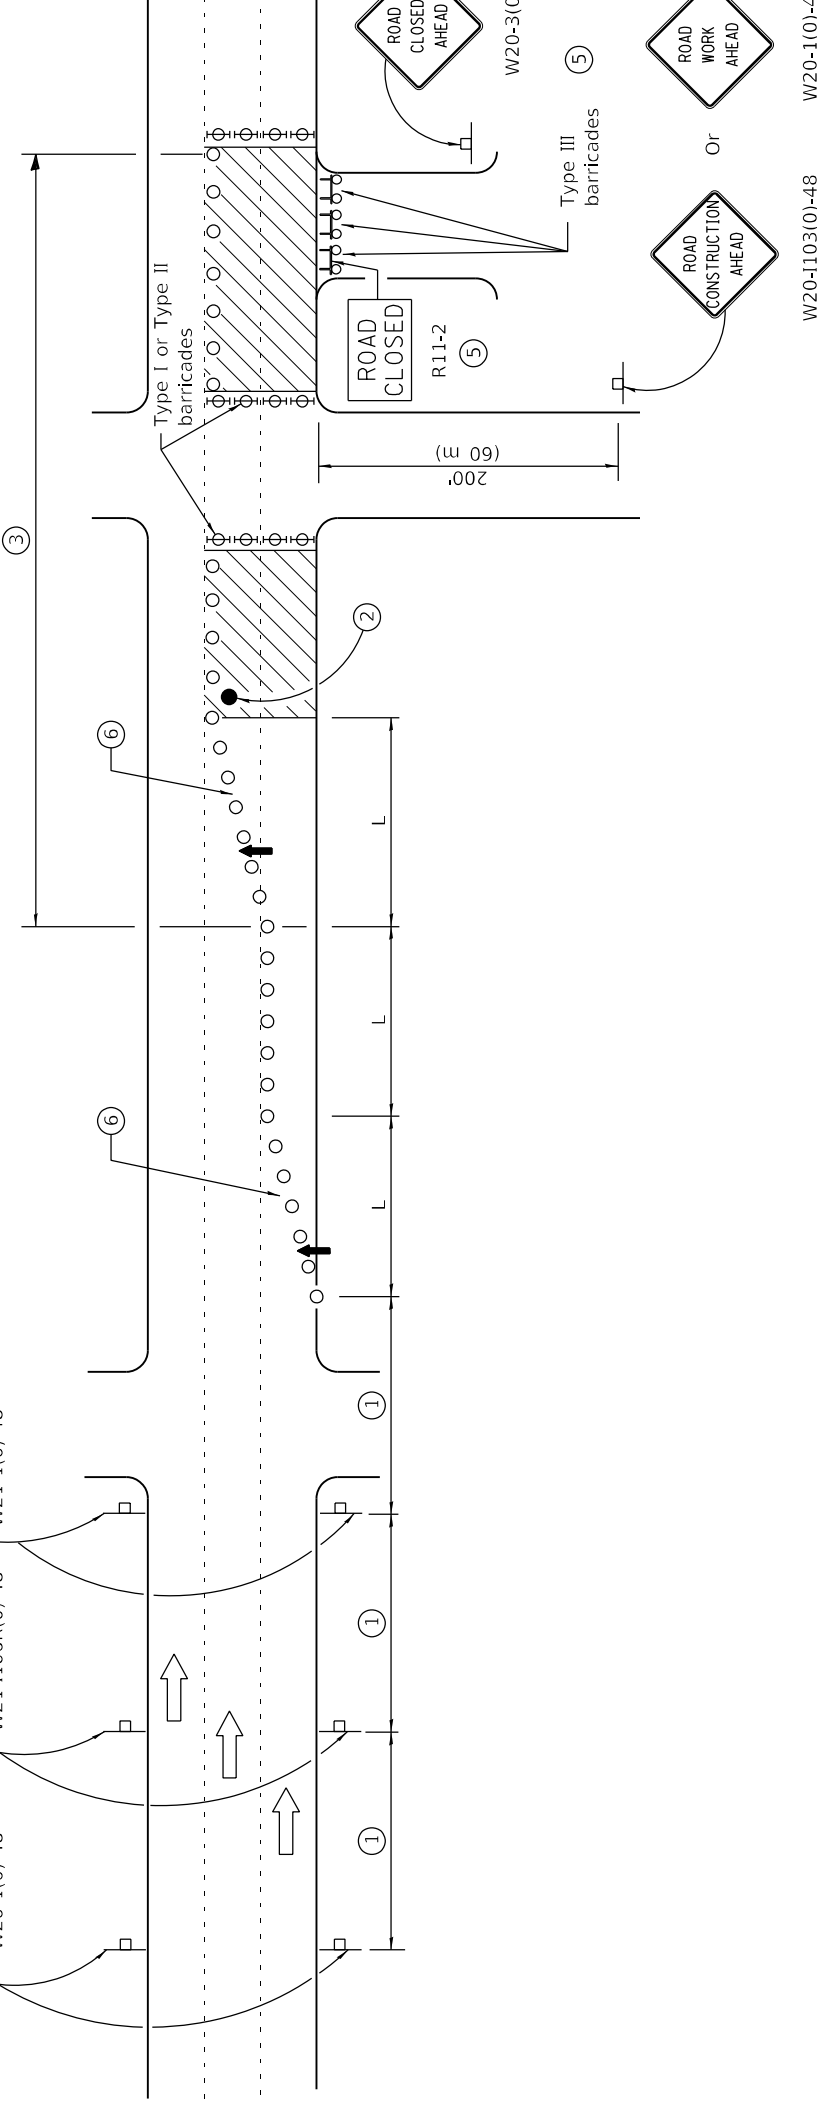 ROAD
CLOSED
AHEAD
W20-3(0
5
ROAD
WORK
AHEAD
W20-1(0)-4
Or
Type III
barricades
ROAD
CONSTRUCTION
AHEAD
W20-I103(0)-48
3
Type I or Type II
barricades
ROAD
CLOSED
R11-2
5
200'
(60 m)
2
6
L
L
6
L
1
1
1